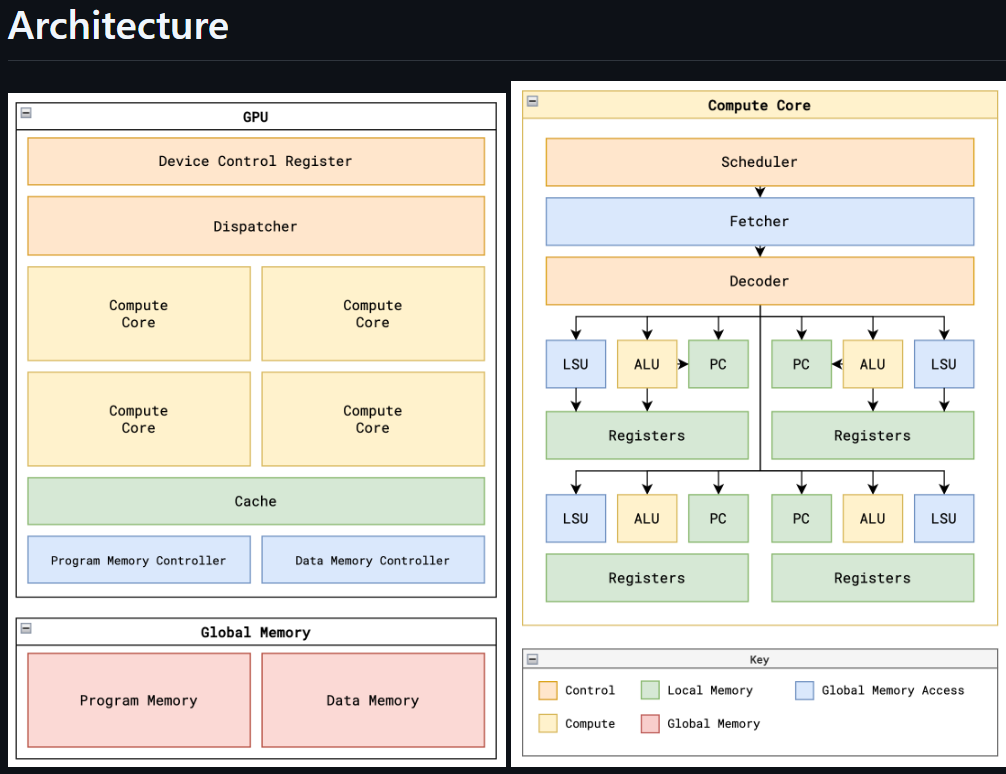 Architecture
GPU
Device Control Register
Dispatcher
Compute
Core
Compute
Core
Compute
Core
Compute
Core
Cache
Program Memory Controller
Data Memory Controller
Global Memory
Program Memory
Data Memory
Compute Core
Scheduler
Fetcher
Decoder
LSU
ALU
PC
PC
ALU
LSU
Registers
Registers
LSU
ALU
PC
PC
ALU
LSU
Registers
Registers
Key
Control
Local Memory
Global Memory Access
Compute
Global Memory